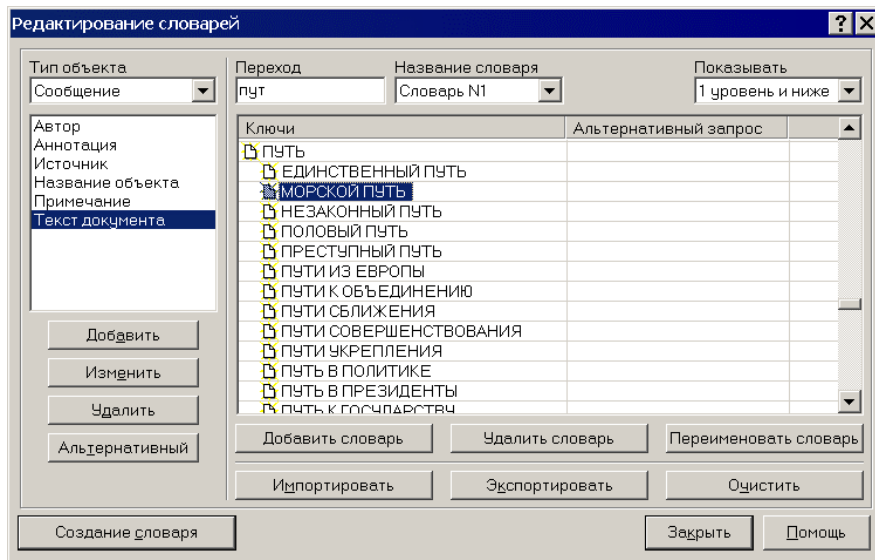 Редактирование словарей
Тип объекта
Сообщение
Переход
пут
Название словаря
Словарь N1
Показывать
1 уровень и ниже
Автор
Аннотация
Источник
Название объекта
Примечание
Текст документа
Добавить
Изменить
Удалить
Альтернативный
Ключи
Альтернативный запрос
ПУТЬ
ЕДИНСТВЕННЫЙ ПУТЬ
МОРСКОЙ ПУТЬ
НЕЗАКОННЫЙ ПУТЬ
ПОЛОВЫЙ ПУТЬ
ПРЕСТУПНЫЙ ПУТЬ
ПУТИ ИЗ ЕВРОПЫ
ПУТИ К ОБЪЕДИНЕНИЮ
ПУТИ СБЛИЖЕНИЯ
ПУТИ СОВЕРШЕНСТВОВАНИЯ
ПУТИ УКРЕПЛЕНИЯ
ПУТЬ В ПОЛИТИКЕ
ПУТЬ В ПРЕЗИДЕНТЫ
ПУТЬ К ГОСУДАРСТВУ
Добавить словарь
Удалить словарь
Переименовать словарь
Импортировать
Экспортировать
Очистить
Создание словаря
Закрыть
Помощь